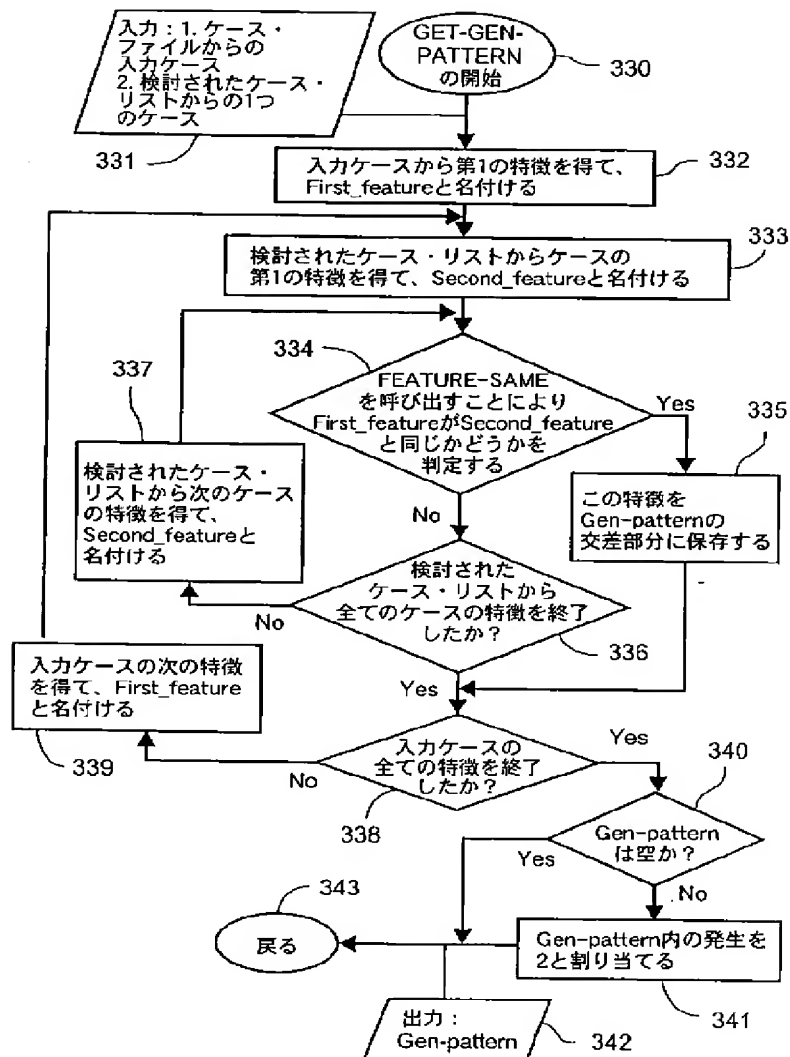 入力：1. ケース・
ファイルからの
入力ケース
2. 検討されたケース・
リストからの1つ
のケース
331
GET-GEN-
PATTERN
の開始
330
入力ケースから第1の特徴を得て、
First_featureと名付ける
332
検討されたケース・リストからケースの
第1の特徴を得て、Second_featureと名付ける
333
334
FEATURE-SAME
を呼び出すことにより
First_featureがSecond_feature
と同じかどうかを
判定する
Yes
No
335
この特徴を
Gen-patternの
交差部分に保存する
337
検討されたケース・
リストから次のケース
の特徴を得て、
Second_featureと
名付ける
検討された
ケース・リストから
全てのケースの特徴を終了
したか？
No
336
Yes
入力ケースの次の特徴
を得て、First_feature
と名付ける
339
入力ケースの
全ての特徴を終了
したか？
No
Yes
338
340
Gen-pattern
は空か？
Yes
No
343
戻る
Gen-pattern内の発生を
2と割り当てる
341
出力：
Gen-pattern
342